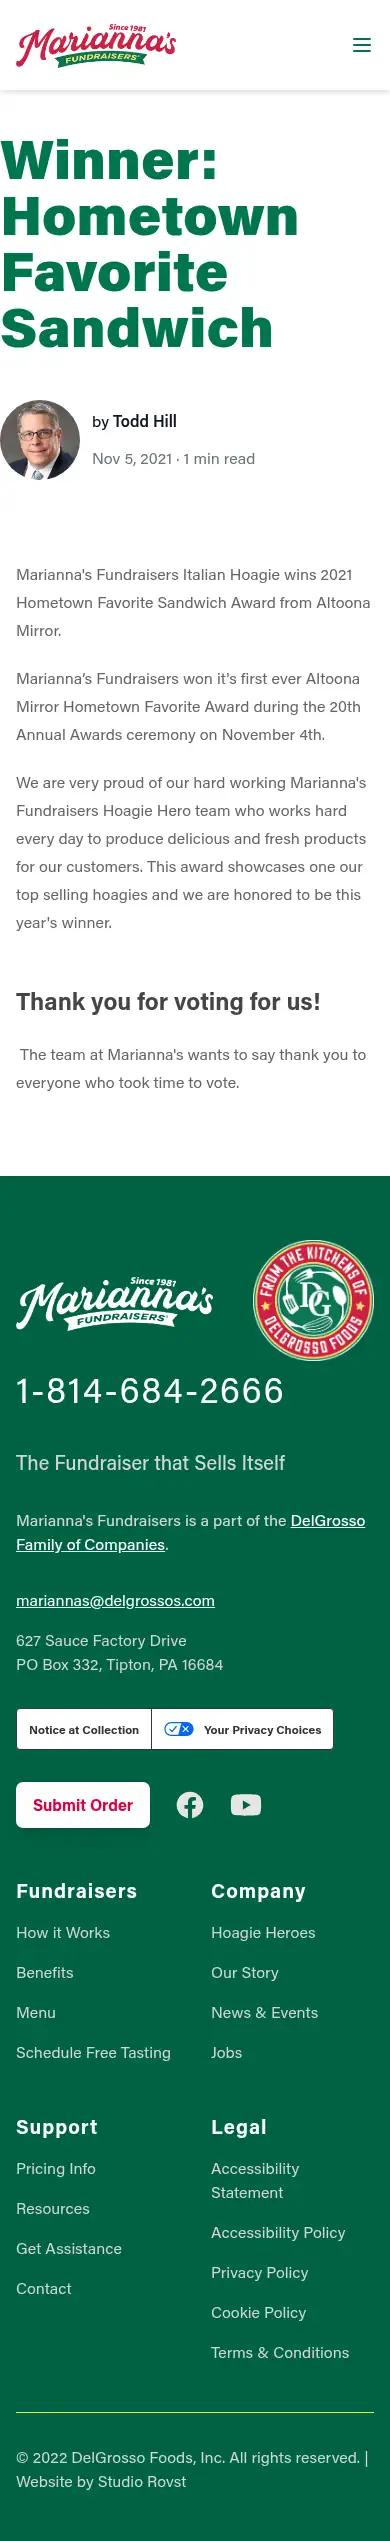 Since 1981
Marianna's
FUNDRAISERS®
Winner:
Hometown
Favorite
Sandwich
by Todd Hill
Nov 5, 2021 · 1 min read
Marianna's Fundraisers Italian Hoagie wins 2021
Hometown Favorite Sandwich Award from Altoona
Mirror.
Marianna’s Fundraisers won it’s first ever Altoona
Mirror Hometown Favorite Award during the 20th
Annual Awards ceremony on November 4th.
We are very proud of our hard working Marianna's
Fundraisers Hoagie Hero team who works hard
every day to produce delicious and fresh products
for our customers. This award showcases one our
top selling hoagies and we are honored to be this
year's winner.
Thank you for voting for us!
The team at Marianna's wants to say thank you to
everyone who took time to vote.
Since 1981
Marianna's
FUNDRAISERS®
FROM THE KITCHENS OF
DG
DELGROSSO FOODS
1-814-684-2666
The Fundraiser that Sells Itself
Marianna's Fundraisers is a part of the DelGrosso
Family of Companies.
mariannas@delgrossos.com
627 Sauce Factory Drive
PO Box 332, Tipton, PA 16684
Notice at Collection
Your Privacy Choices
Submit Order
Fundraisers
How it Works
Benefits
Menu
Schedule Free Tasting
Company
Hoagie Heroes
Our Story
News & Events
Jobs
Support
Pricing Info
Resources
Get Assistance
Contact
Legal
Accessibility
Statement
Accessibility Policy
Privacy Policy
Cookie Policy
Terms & Conditions
© 2022 DelGrosso Foods, Inc. All rights reserved. |
Website by Studio Rovst